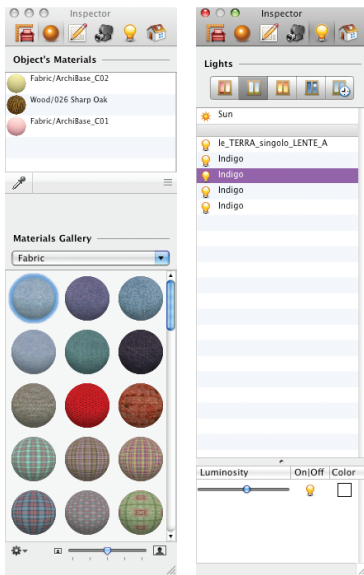 Inspector
Object's Materials
Fabric/ArchiBase_C02
Wood/026 Sharp Oak
Fabric/ArchiBase_C01
Materials Gallery
Fabric
Inspector
Lights
Sun
le_TERRA_singolo_LENTE_A
Indigo
Indigo
Indigo
Indigo
Luminosity On|Off Color